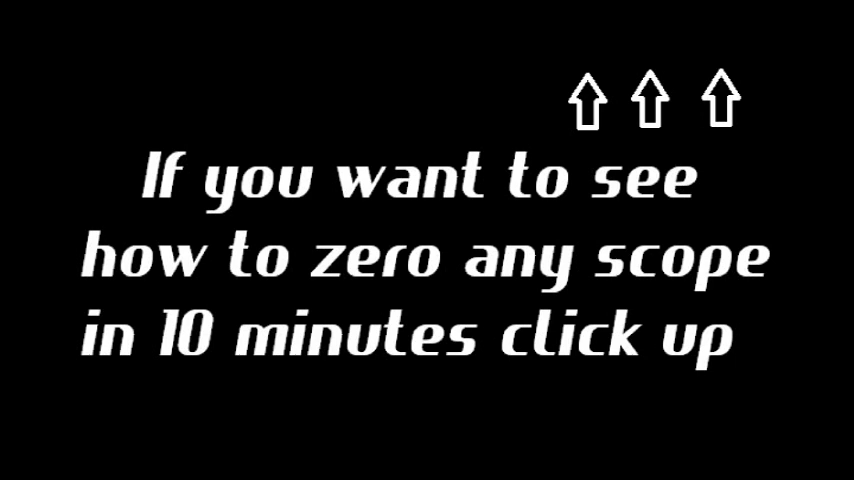 If you want to see
how to zero any scope
in 10 minutes click up